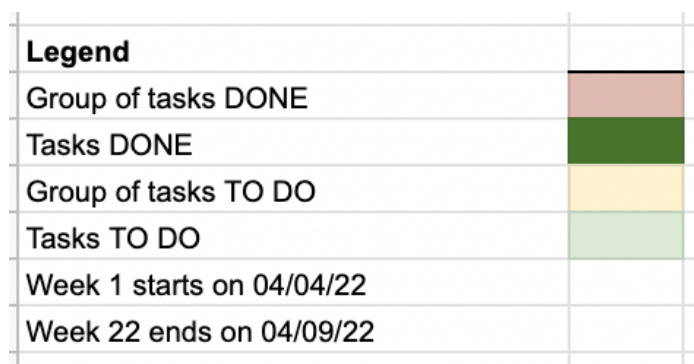 Legend
Group of tasks DONE
Tasks DONE
Group of tasks TO DO
Tasks TO DO
Week 1 starts on 04/04/22
Week 22 ends on 04/09/22